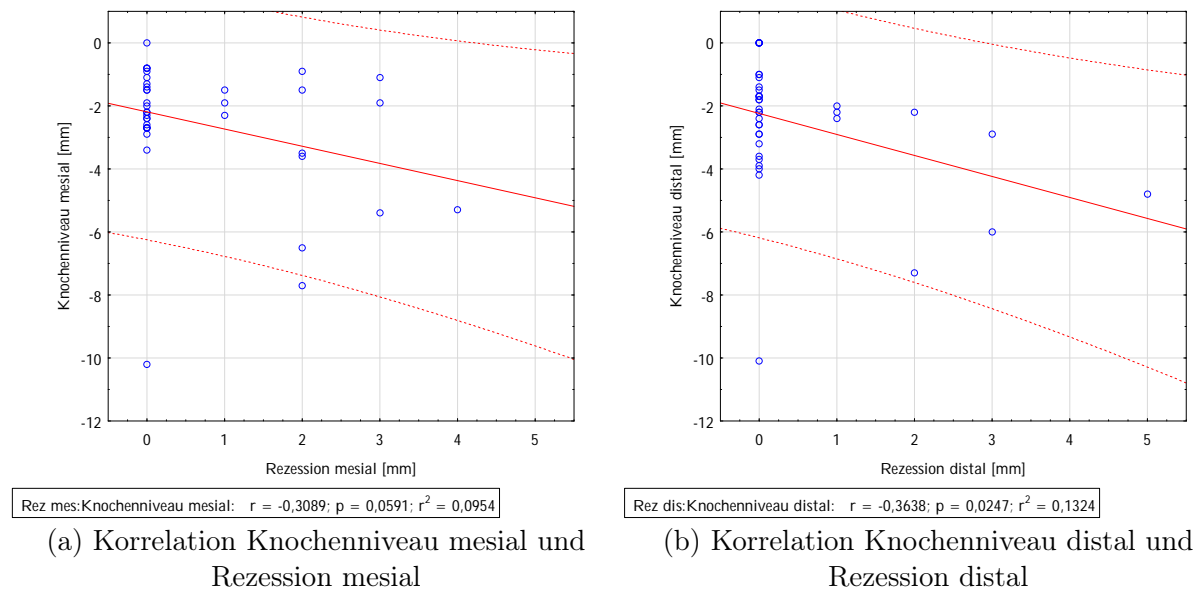 Knochenniveau mesial [mm]
0
-2
-4
-6
-8
-10
-12
0 1 2 3 4 5
Rezession mesial [mm]
Rez mes:Knochenniveau mesial: r = -0,3089; p = 0,0591; r² = 0,0954
(a) Korrelation Knochenniveau mesial und
Rezession mesial
Knochenniveau distal [mm]
0
-2
-4
-6
-8
-10
-12
0 1 2 3 4 5
Rezession distal [mm]
Rez dis:Knochenniveau distal: r = -0,3638; p = 0,0247; r² = 0,1324
(b) Korrelation Knochenniveau distal und
Rezession distal